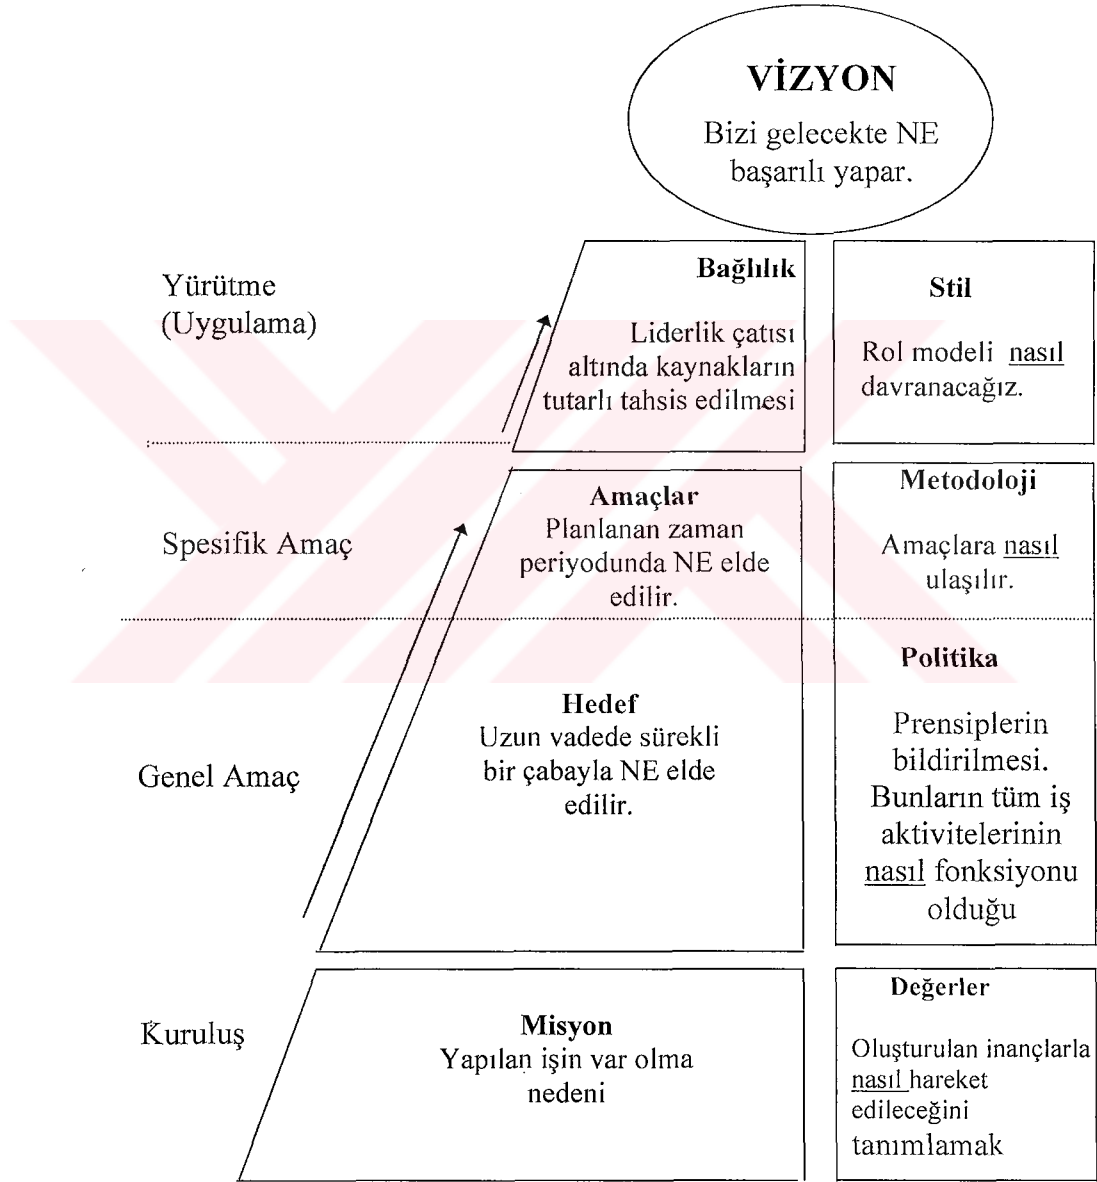 VİZYON
Bizi gelecekte NE
başarılı yapar.
Yürütme
(Uygulama)
Bağlılık
Liderlik çatısı
altında kaynakların
tutarlı tahsis edilmesi
Stil
Rol modeli nasıl
davranacağız.
Spesifik Amaç
Amaçlar
Planlanan zaman
periyodunda NE elde
edilir.
Metodoloji
Amaçlara nasıl
ulaşılır.
Genel Amaç
Hedef
Uzun vadede sürekli
bir çabayla NE elde
edilir.
Politika
Prensiplerin
bildirilmesi.
Bunların tüm iş
aktivitelerinin
nasıl fonksiyonu
olduğu
Kuruluş
Misyon
Yapılan işin var olma
nedeni
Değerler
Oluşturulan inançlarla
nasıl hareket
edileceğini
tanımlamak